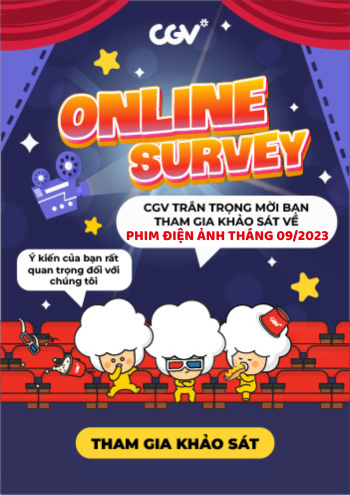 CGV
ONLINE
SURVEY
CGV TRÂN TRỌNG MỜI BẠN
THAM GIA KHẢO SÁT VỀ
PHIM ĐIỆN ẢNH THÁNG 09/2023
Ý kiến của bạn rất
quan trọng đối với
chúng tôi
CGV
THAM GIA KHẢO SÁT